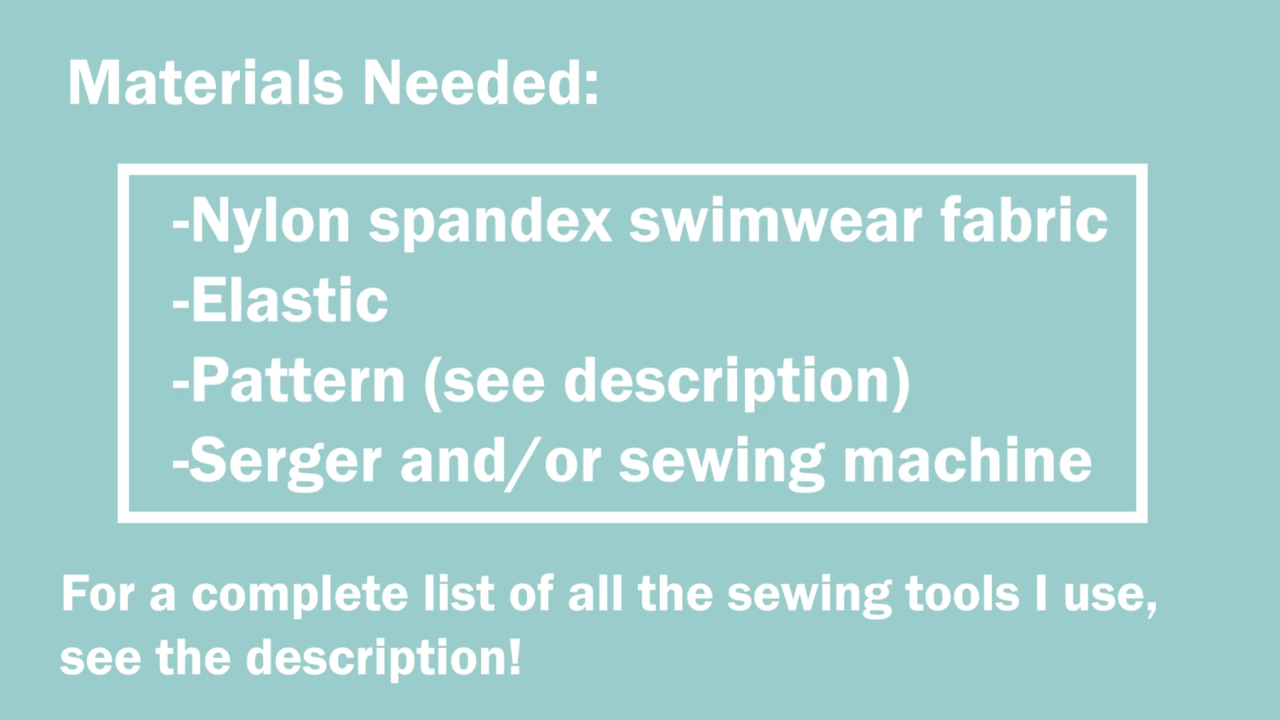 Materials Needed:
-Nylon spandex swimwear fabric
-Elastic
-Pattern (see description)
-Serger and/or sewing machine
For a complete list of all the sewing tools I use,
see the description!